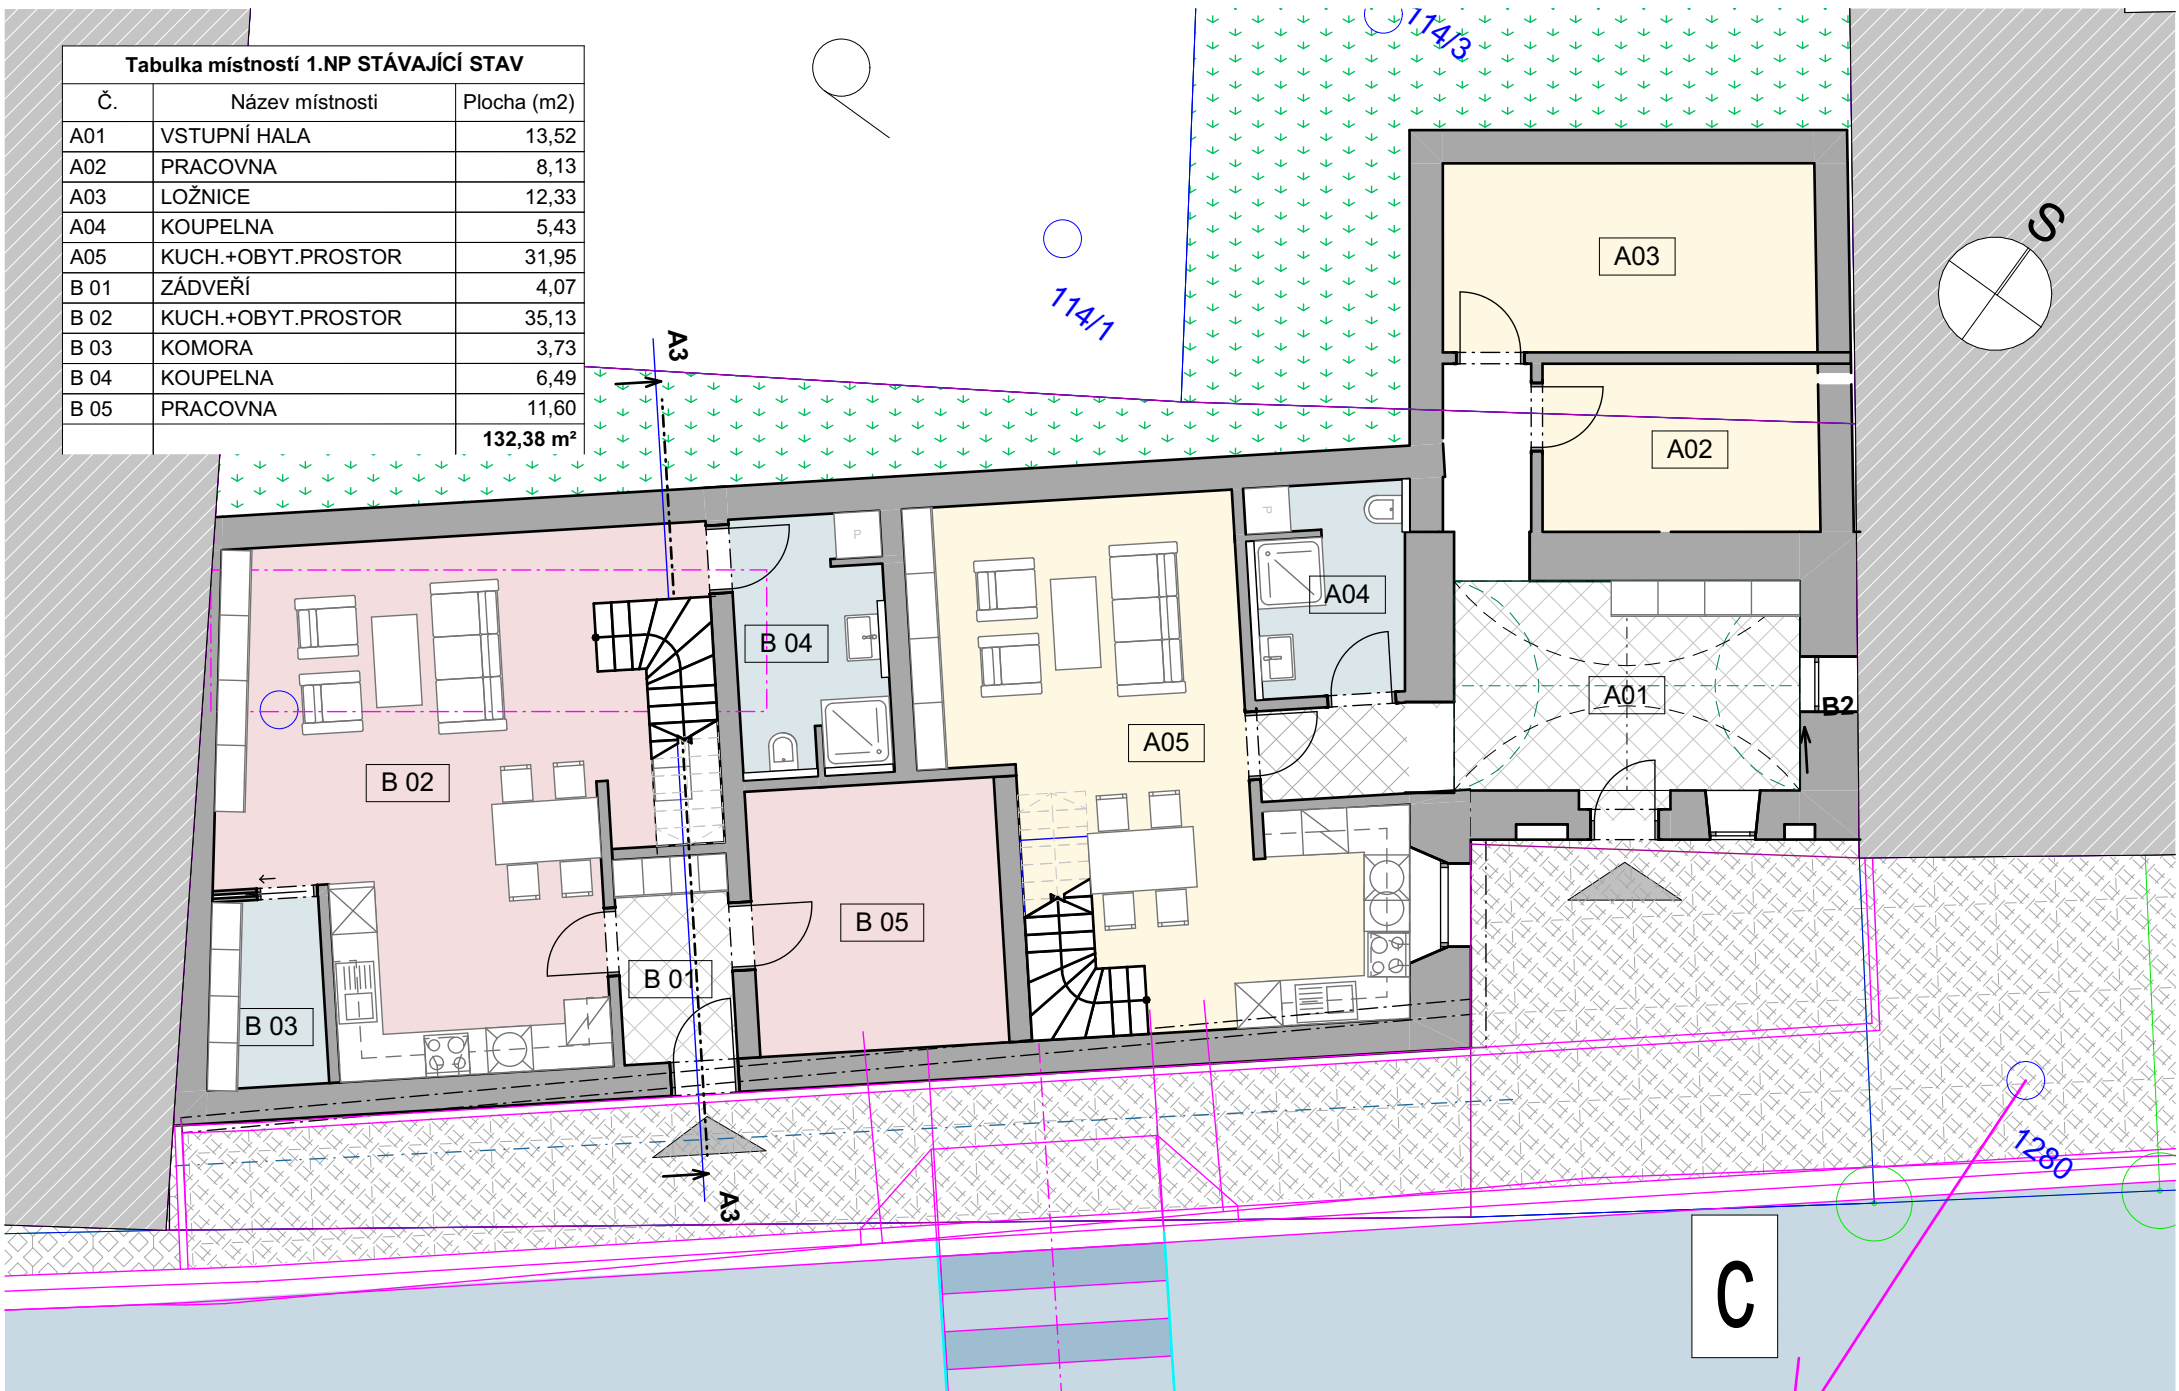 Tabulka místností 1.NP STÁVAJÍCÍ STAV
Č. Název místnosti Plocha (m2)
A01 VSTUPNÍ HALA 13,52
A02 PRACOVNA 8,13
A03 LOŽNICE 12,33
A04 KOUPELNA 5,43
A05 KUCH.+OBYT.PROSTOR 31,95
B 01 ZÁDVEŘÍ 4,07
B 02 KUCH.+OBYT.PROSTOR 35,13
B 03 KOMORA 3,73
B 04 KOUPELNA 6,49
B 05 PRACOVNA 11,60
132,38 m²
114/3
S
A03
114/1
A3
A02
P
P
A04
B 04
A01
B2
A05
B 02
B 05
B 01
B 03
1280
A3
C